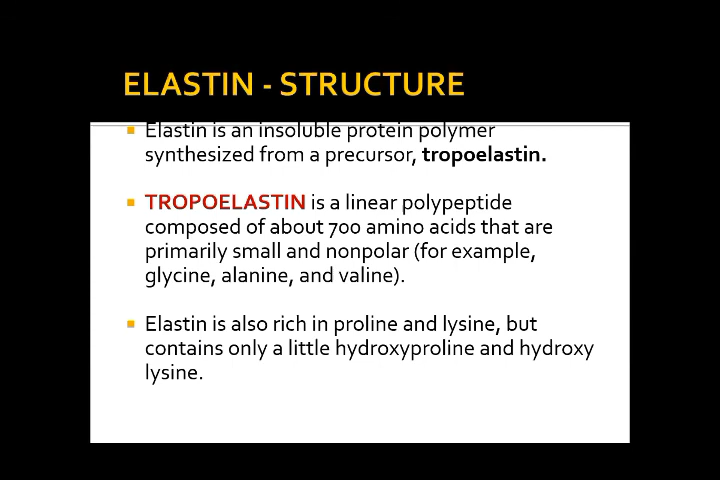 ELASTIN - STRUCTURE
Elastin is an insoluble protein polymer
synthesized from a precursor, tropoelastin.
TROPOELASTIN is a linear polypeptide
composed of about 700 amino acids that are
primarily small and nonpolar (for example,
glycine, alanine, and valine).
Elastin is also rich in proline and lysine, but
contains only a little hydroxyproline and hydroxy
lysine.